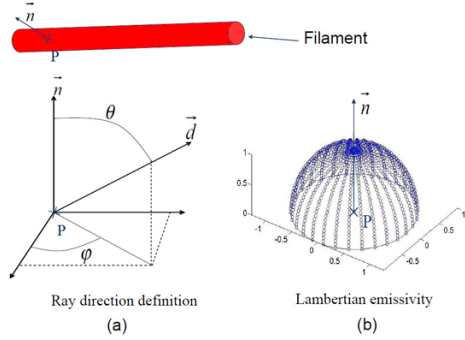 n
P
Filament
n
θ
d
P
φ
Ray direction definition
(a)
n
1
0.5
0
P
-1
-0.5
0
0.5
1
-1
-0.5
0
0.5
1
Lambertian emissivity
(b)